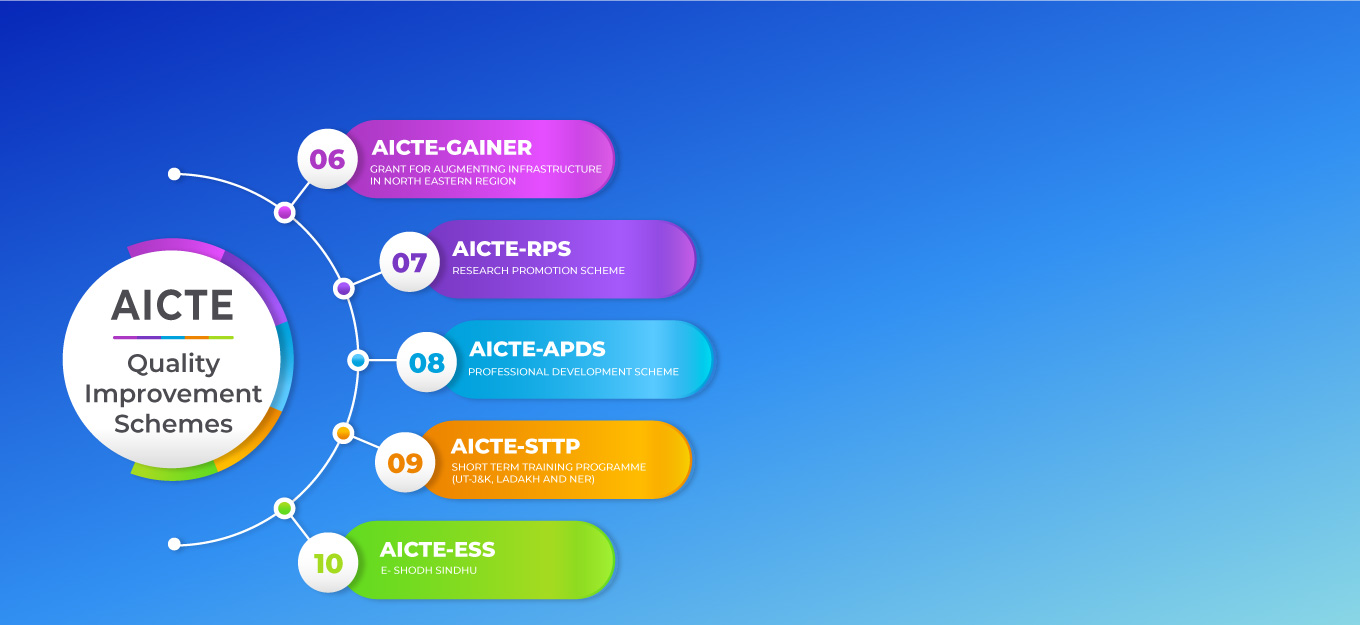 AICTE
Quality
Improvement
Schemes
06
AICTE-GAINER
GRANT FOR AUGMENTING INFRASTRUCTURE
IN NORTH EASTERN REGION
07
AICTE-RPS
RESEARCH PROMOTION SCHEME
08
AICTE-APDS
PROFESSIONAL DEVELOPMENT SCHEME
09
AICTE-STTP
SHORT TERM TRAINING PROGRAMME
(UT-J&K, LADAKH AND NER)
10
AICTE-ESS
E- SHODH SINDHU